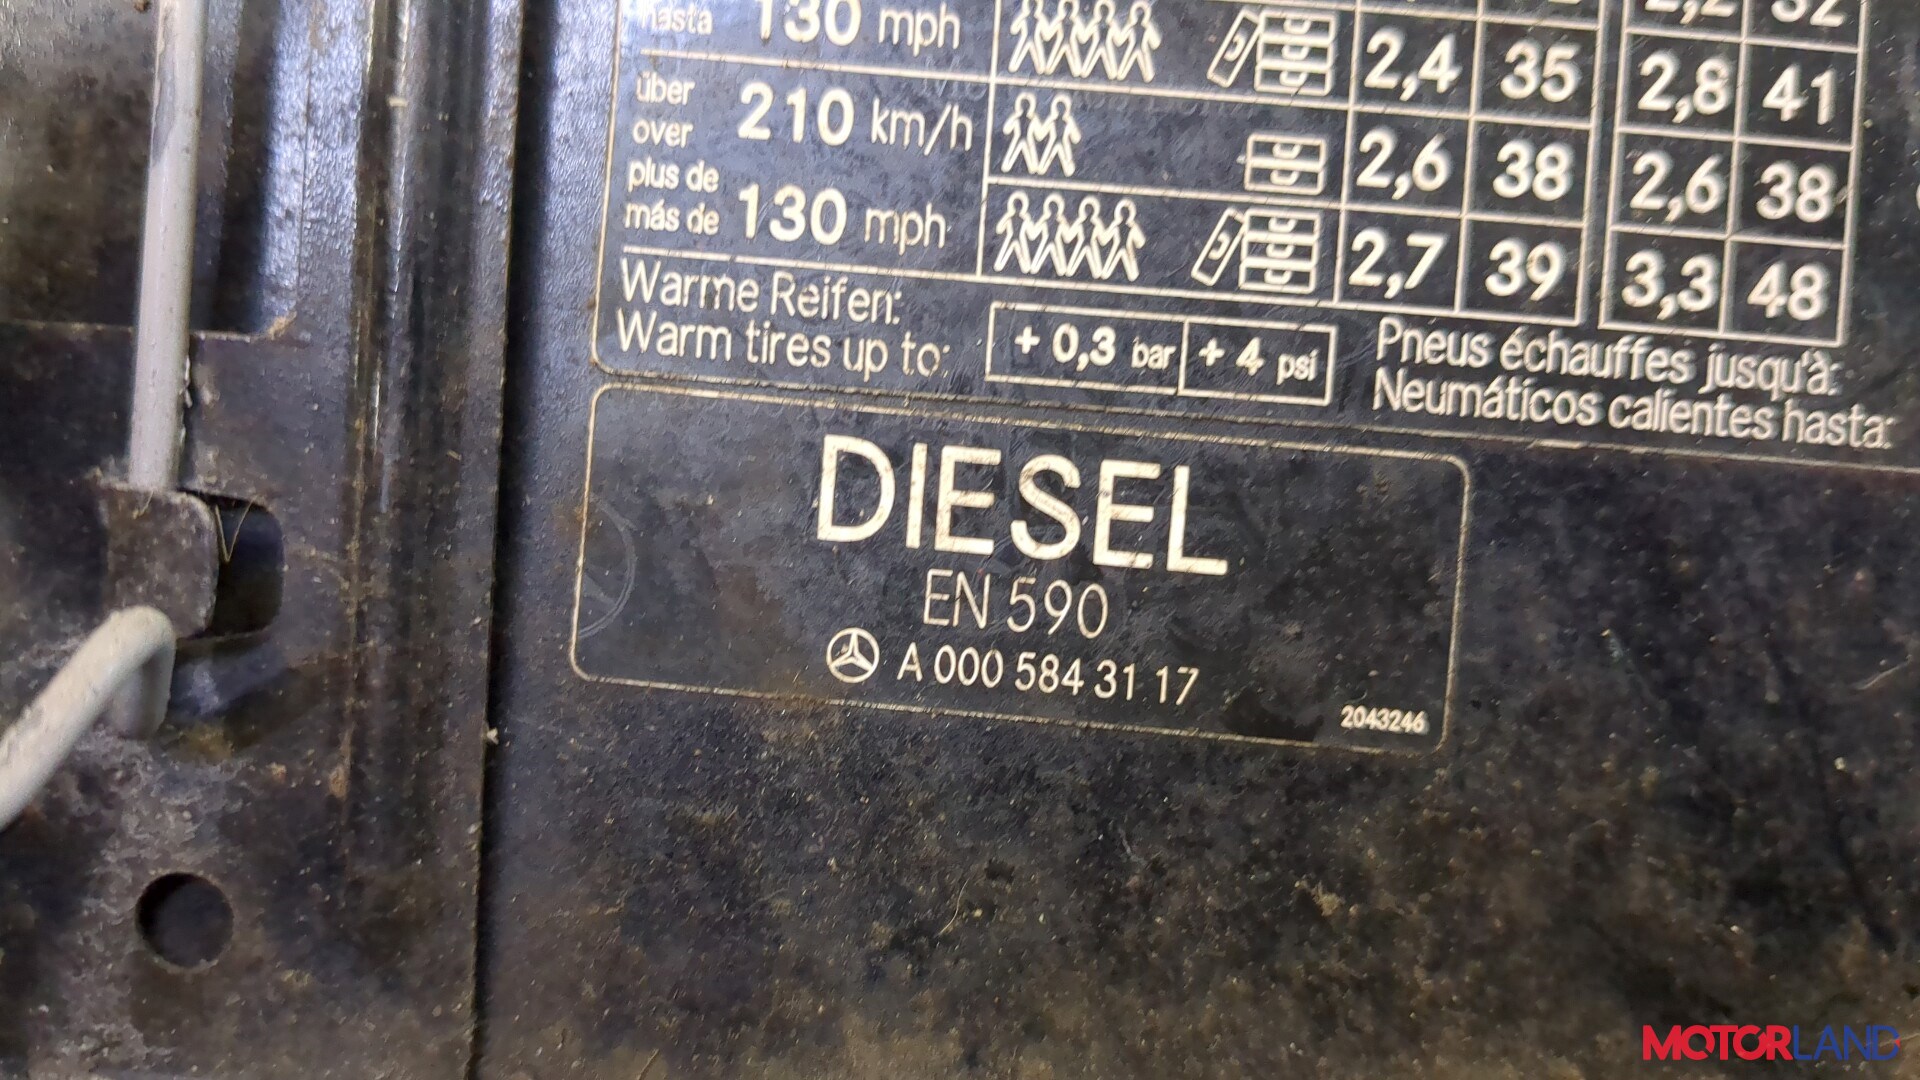 hasta 130 mph 2,4 35 2,8 41
über
over 210 km/h 2,6 38 2,6 38
plus de
más de 130 mph 2,7 39 3,3 48
Warme Reifen:
Warm tires up to: + 0,3 bar + 4 psi
Pneus échauffes jusqu'à:
Neumáticos calientes hasta:
DIESEL
EN 590
A 000 584 31 17
2043246
MOTORLAND